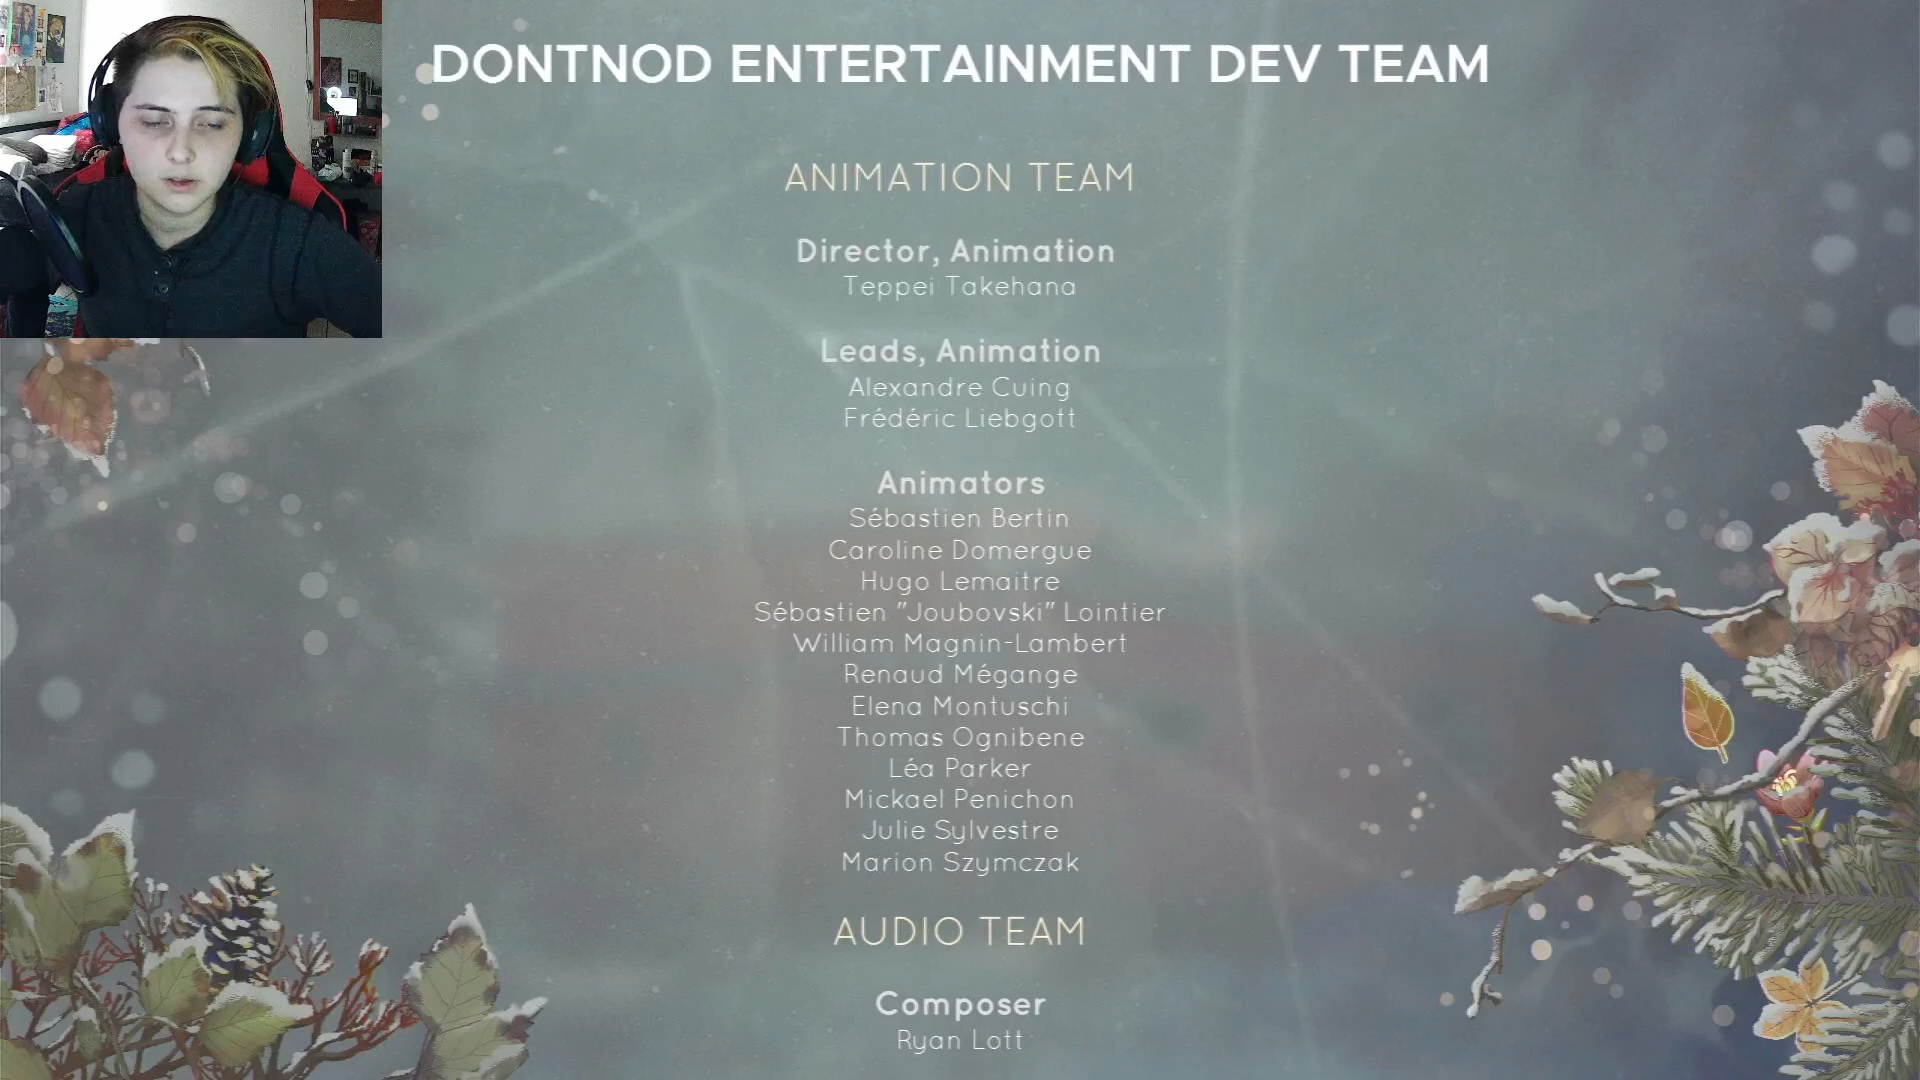 DONTNOD ENTERTAINMENT DEV TEAM
ANIMATION TEAM
Director, Animation
Teppei Takehana
Leads, Animation
Alexandre Cuing
Frédéric Liebgott
Animators
Sébastien Bertin
Caroline Domergue
Hugo Lemaitre
Sébastien "Joubovski" Lointier
William Magnin-Lambert
Renaud Mégange
Elena Montuschi
Thomas Ognibene
Léa Parker
Mickael Penichon
Julie Sylvestre
Marion Szymczak
AUDIO TEAM
Composer
Ryan Lott